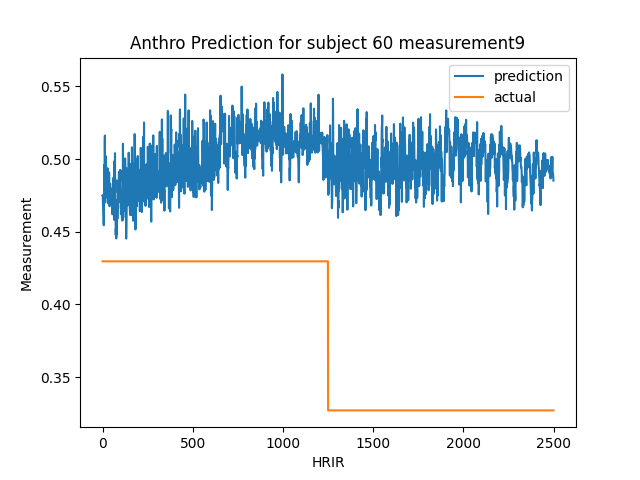 Anthro Prediction for subject 60 measurement9
prediction
actual
0.55
0.50
0.45
0.40
0.35
Measurement
0
500
1000
1500
2000
2500
HRIR